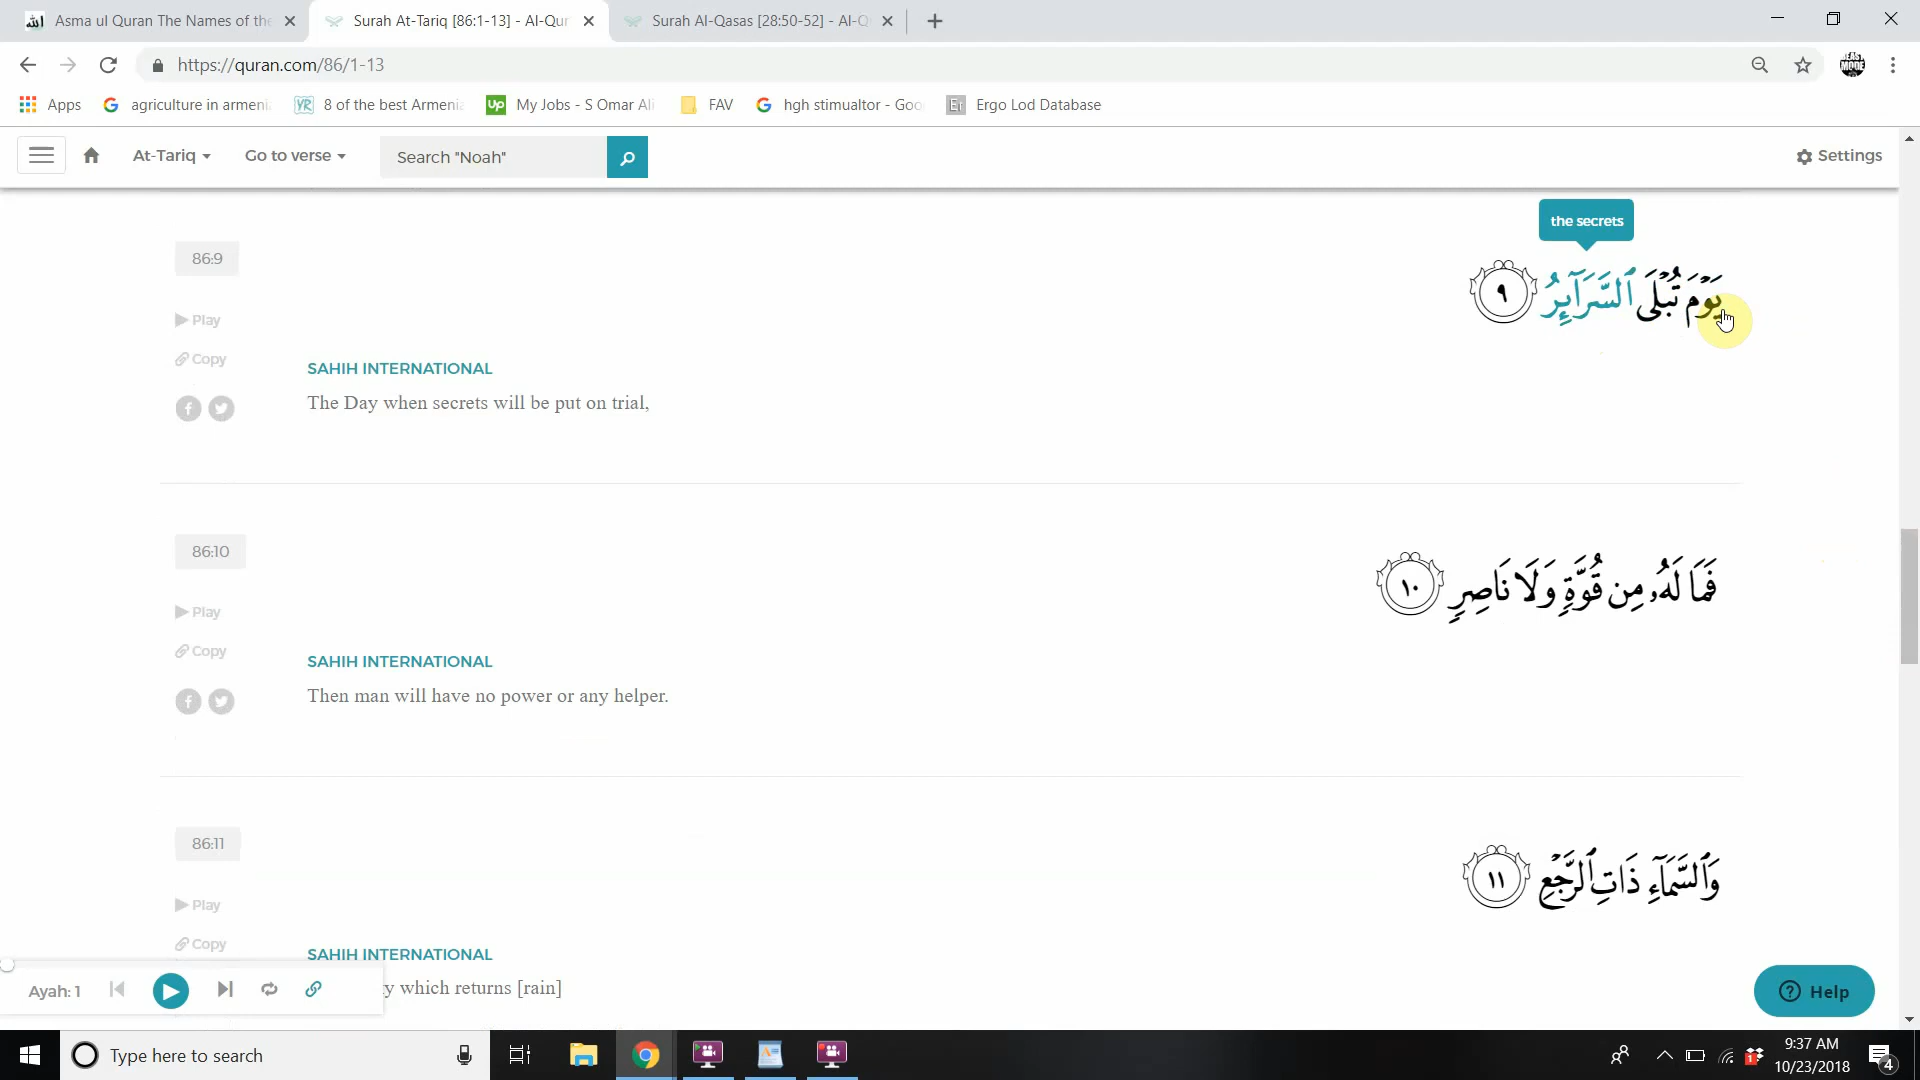 Asma ul Quran The Names of the
Surah At-Tariq [86:1-13] - Al-Qur
Surah Al-Qasas [28:50-52] - Al-Q
https://quran.com/86/1-13
Apps
agriculture in armeni
8 of the best Armenia
Up
My Jobs - S Omar Ali
FAV
hgh stimualtor - Goo
Ergo Lod Database
At-Tariq
Go to verse
Search "Noah"
Settings
the secrets
86:9
يَوْمَ تُبْلَى ٱلسَّرَآئِرُ ٩
Play
Copy
SAHIH INTERNATIONAL
The Day when secrets will be put on trial,
86:10
فَمَا لَهُۥ مِن قُوَّةٍ وَلَا نَاصِرٍ ١٠
Play
Copy
SAHIH INTERNATIONAL
Then man will have no power or any helper.
86:11
وَٱلسَّمَآءِ ذَاتِ ٱلرَّجْعِ ١١
Play
Copy
SAHIH INTERNATIONAL
y which returns [rain]
Ayah: 1
Help
Type here to search
9:37 AM
10/23/2018
4